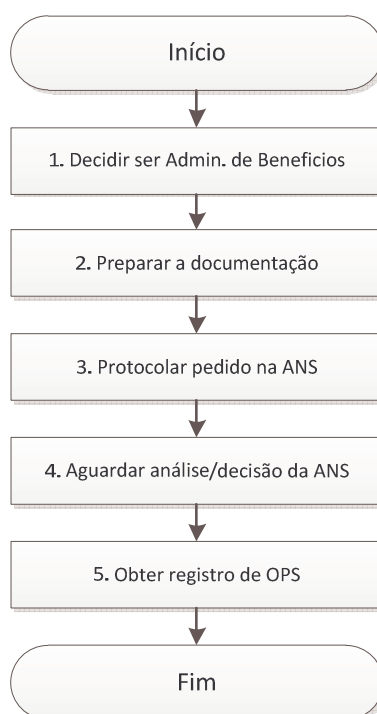 Início
1. Decidir ser Admin. de Beneficios
2. Preparar a documentação
3. Protocolar pedido na ANS
4. Aguardar análise/decisão da ANS
5. Obter registro de OPS
Fim